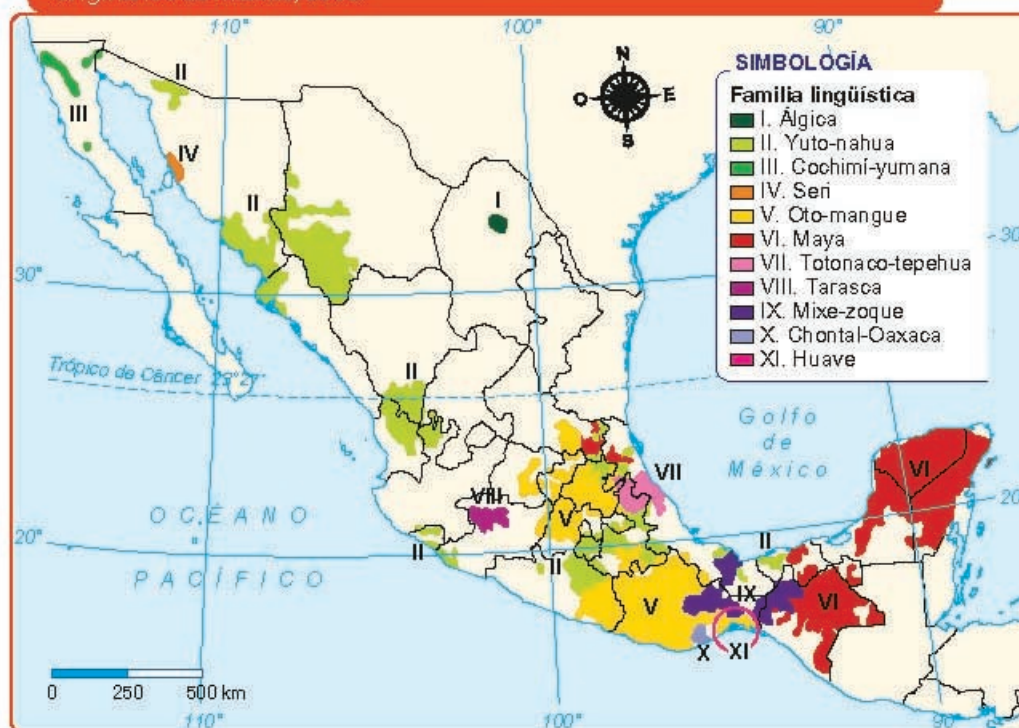 110°
100°
90°
N
O
E
S
SIMBOLOGÍA
Familia lingüística
I. Álgica
II. Yuto-nahua
III. Cochimí-yumana
IV. Seri
V. Oto-mangue
VI. Maya
VII. Totonaco-tepehua
VIII. Tarasca
IX. Mixe-zoque
X. Chontal-Oaxaca
XI. Huave
II
III
IV
II
I
30°
30°
Trópico de Cáncer 23° 27'
II
Golfo
de
México
VII
VI
VIII
V
OCÉANO
PACÍFICO
20°
20°
II
II
II
IX
V
VI
X
XI
0 250 500 km
110°
100°
90°